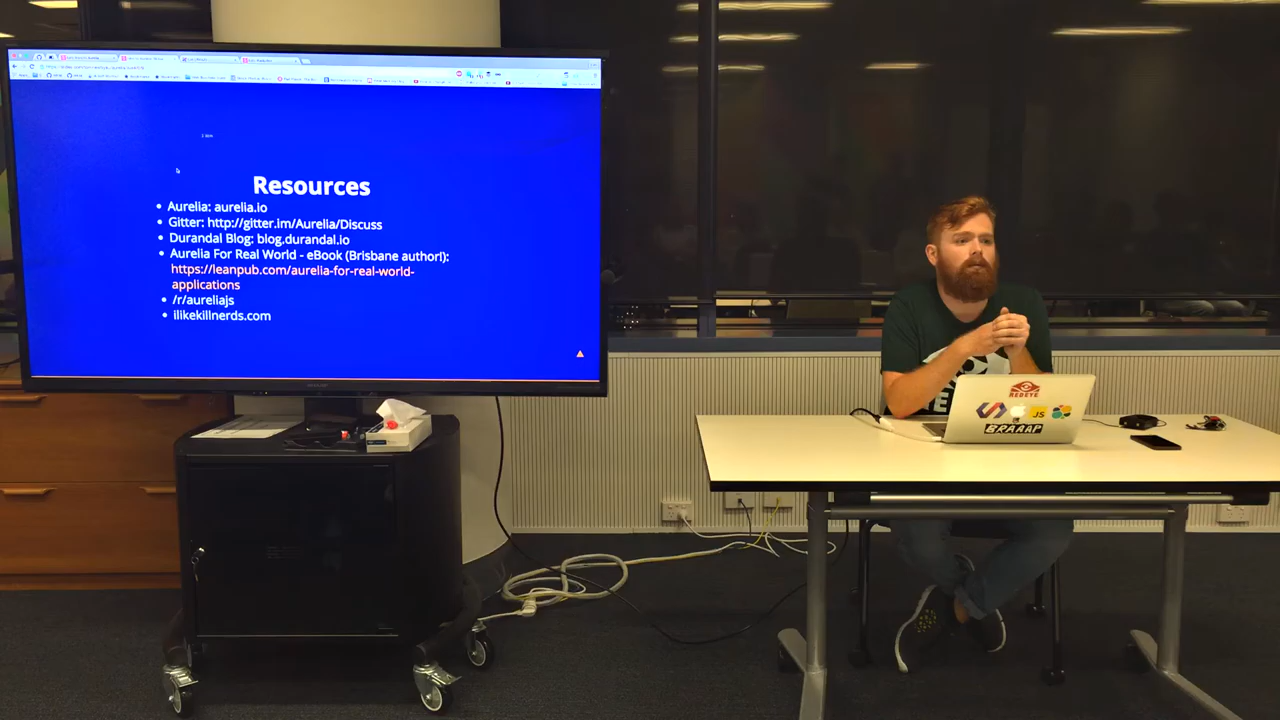 Resources
Aurelia: aurelia.io
Gitter: http://gitter.im/Aurelia/Discuss
Durandal Blog: blog.durandal.io
Aurelia For Real World - eBook (Brisbane author!):
https://leanpub.com/aurelia-for-real-world-
applications
/r/aureliajs
ilikekillnerds.com
REDEYE
JS
BRAAAP